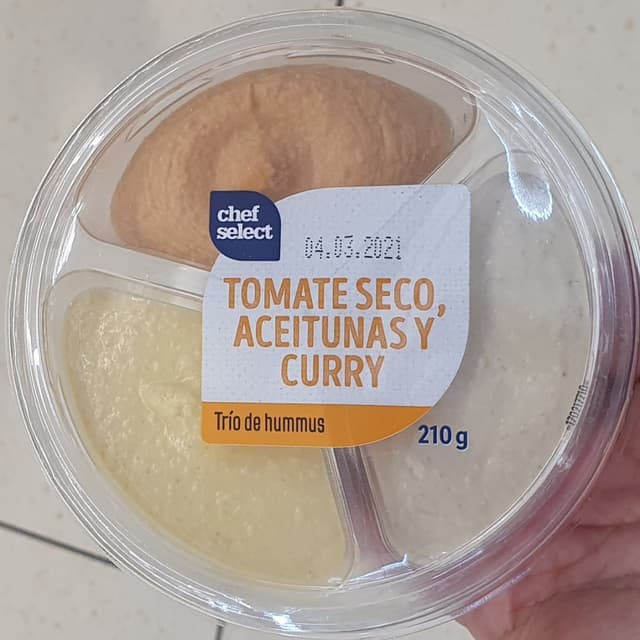 chef
select
04.03.2021
TOMATE SECO,
ACEITUNAS Y
CURRY
Trío de hummus
210 g